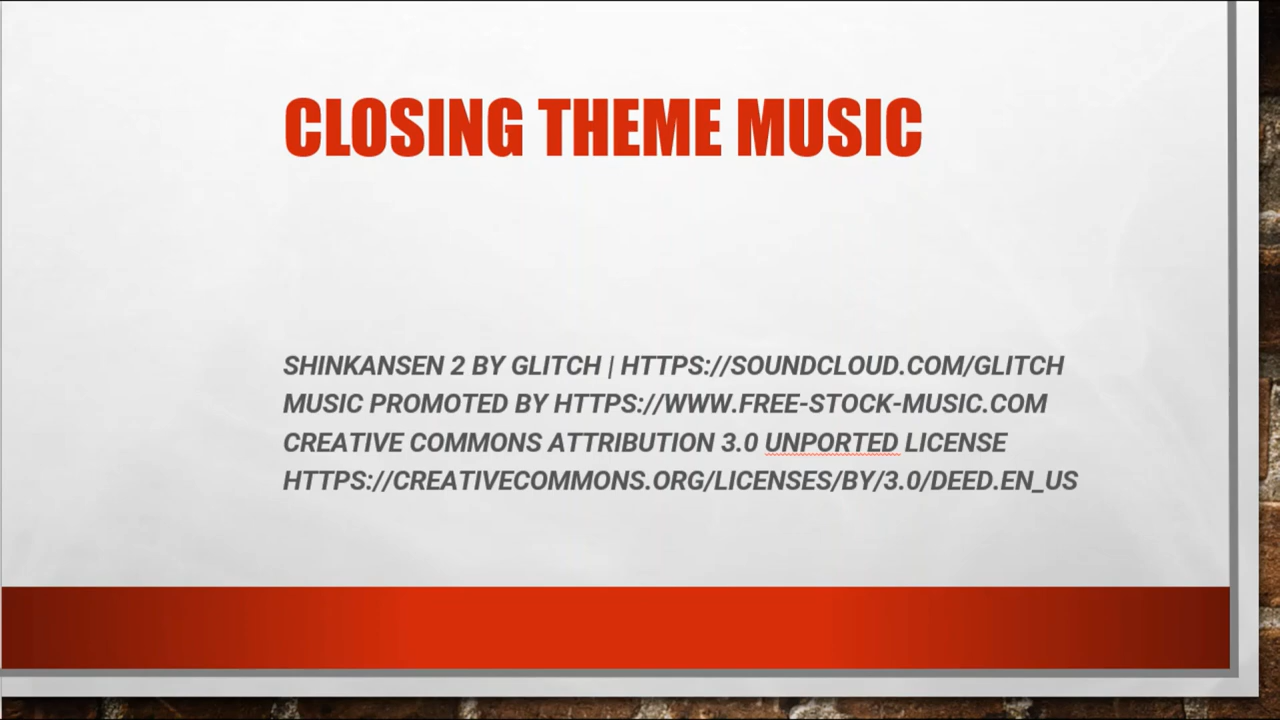 CLOSING THEME MUSIC
SHINKANSEN 2 BY GLITCH | HTTPS://SOUNDCLOUD.COM/GLITCH
MUSIC PROMOTED BY HTTPS://WWW.FREE-STOCK-MUSIC.COM
CREATIVE COMMONS ATTRIBUTION 3.0 UNPORTED LICENSE
HTTPS://CREATIVECOMMONS.ORG/LICENSES/BY/3.0/DEED.EN_US